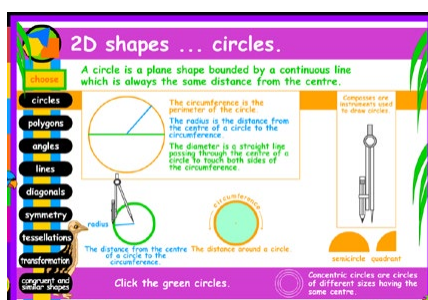 2D shapes ... circles.
A circle is a plane shape bounded by a continuous line
which is always the same distance from the centre.
choose
circles
polygons
angles
lines
diagonals
symmetry
tessellations
transformation
congruent and
similar shapes
The circumference is the
perimeter of the circle.
The radius is the distance from
the centre of a circle to the
circumference.
The diameter is a straight line
passing through the centre of a
circle to touch both sides of
the circumference.
Compasses are
instruments used
to draw circles.
radius
circumference
The distance from the centre
of a circle to the
circumference.
The distance around a circle.
semicircle quadrant
Click the green circles.
Concentric circles are circles
of different sizes having the
same centre.